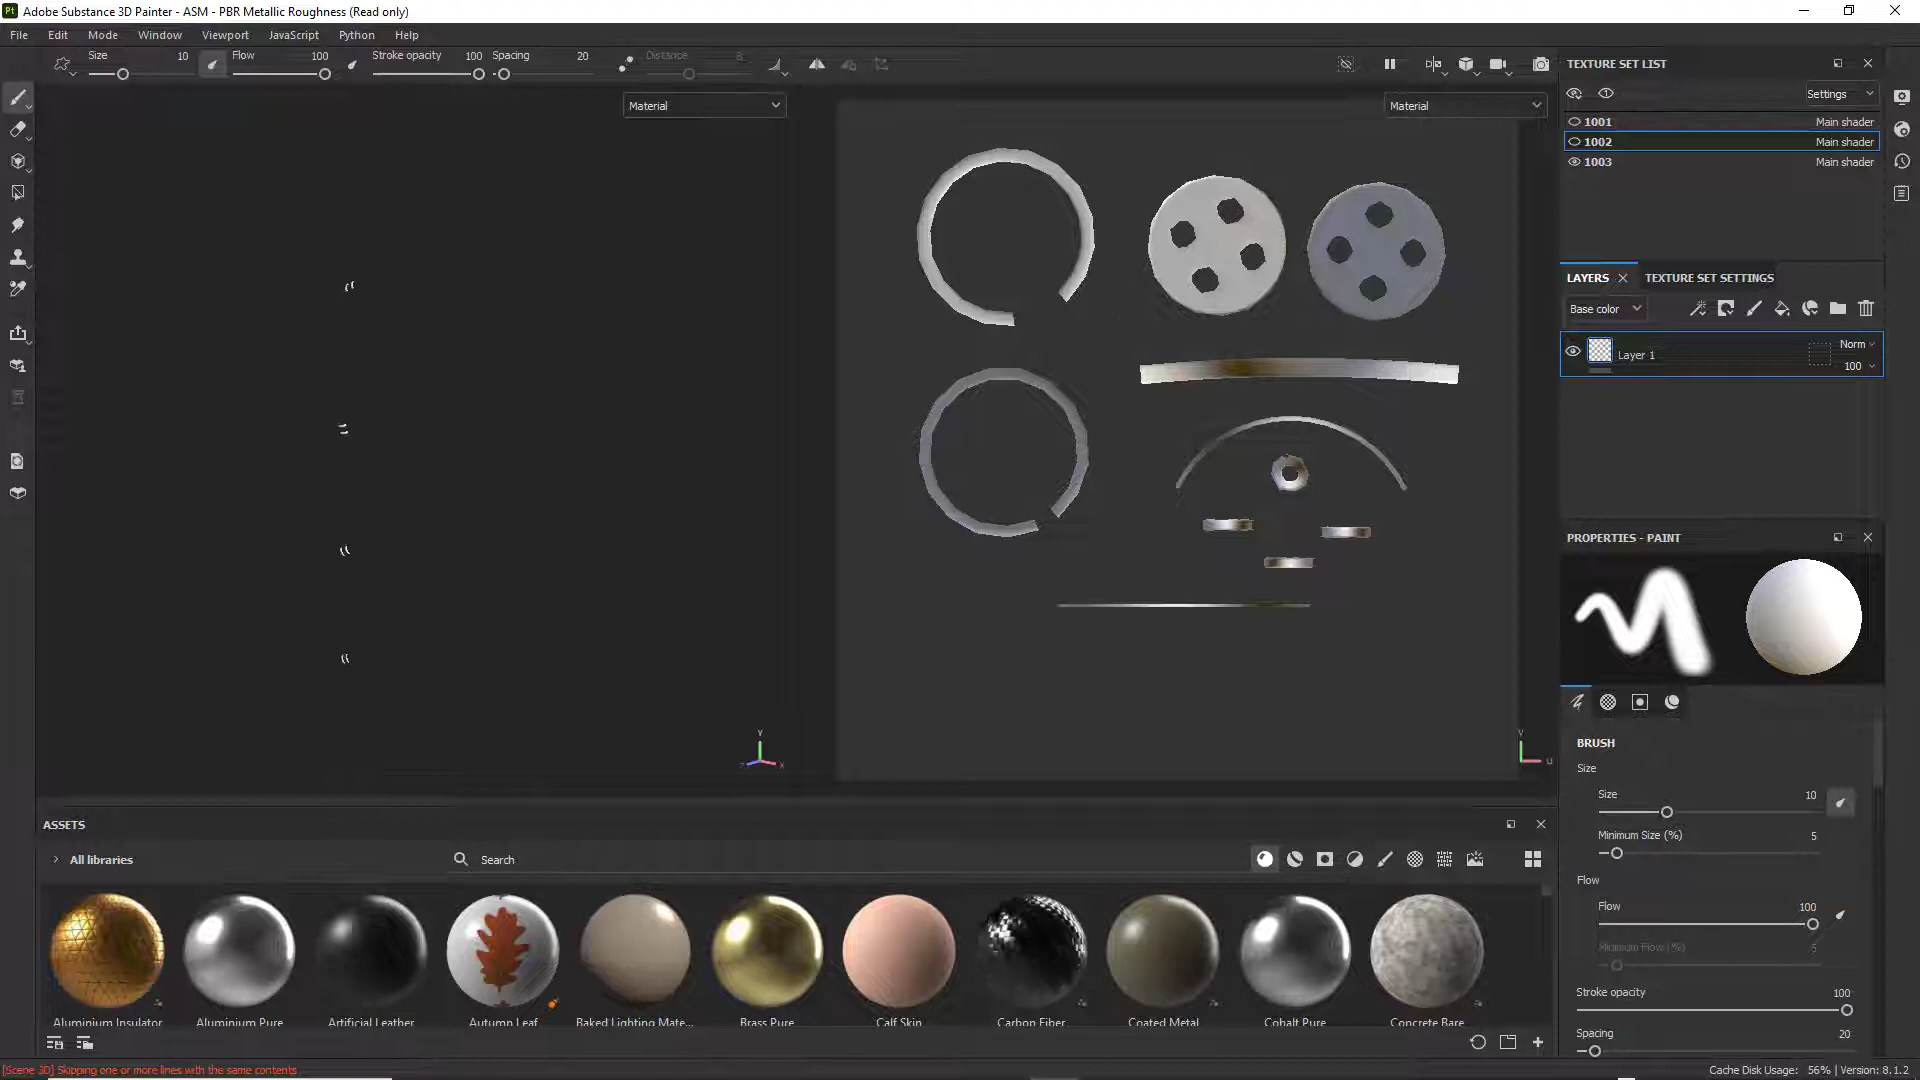 Pt Adobe Substance 3D Painter - ASM - PBR Metallic Roughness (Read only)
File Edit Mode Window Viewport JavaScript Python Help
Size 10 Flow 100 Stroke opacity 100 Spacing 20 Distance 8
Material
Material
TEXTURE SET LIST
Settings
1001 Main shader
1002 Main shader
1003 Main shader
LAYERS TEXTURE SET SETTINGS
Base color
Layer 1 Norm 100
PROPERTIES - PAINT
BRUSH
Size
Size 10
Minimum Size (%) 5
Flow
Flow 100
Minimum Flow (%) 5
Stroke opacity 100
Spacing 20
ASSETS
All libraries
Search
Aluminium Insulator Aluminium Pure Artificial Leather Autumn Leaf Baked Lighting Mate... Brass Pure Calf Skin Carbon Fiber Coated Metal Cobalt Pure Concrete Bare
[Scene 3D] Skipping one or more lines with the same contents
Cache Disk Usage: 56% | Version: 8.1.2